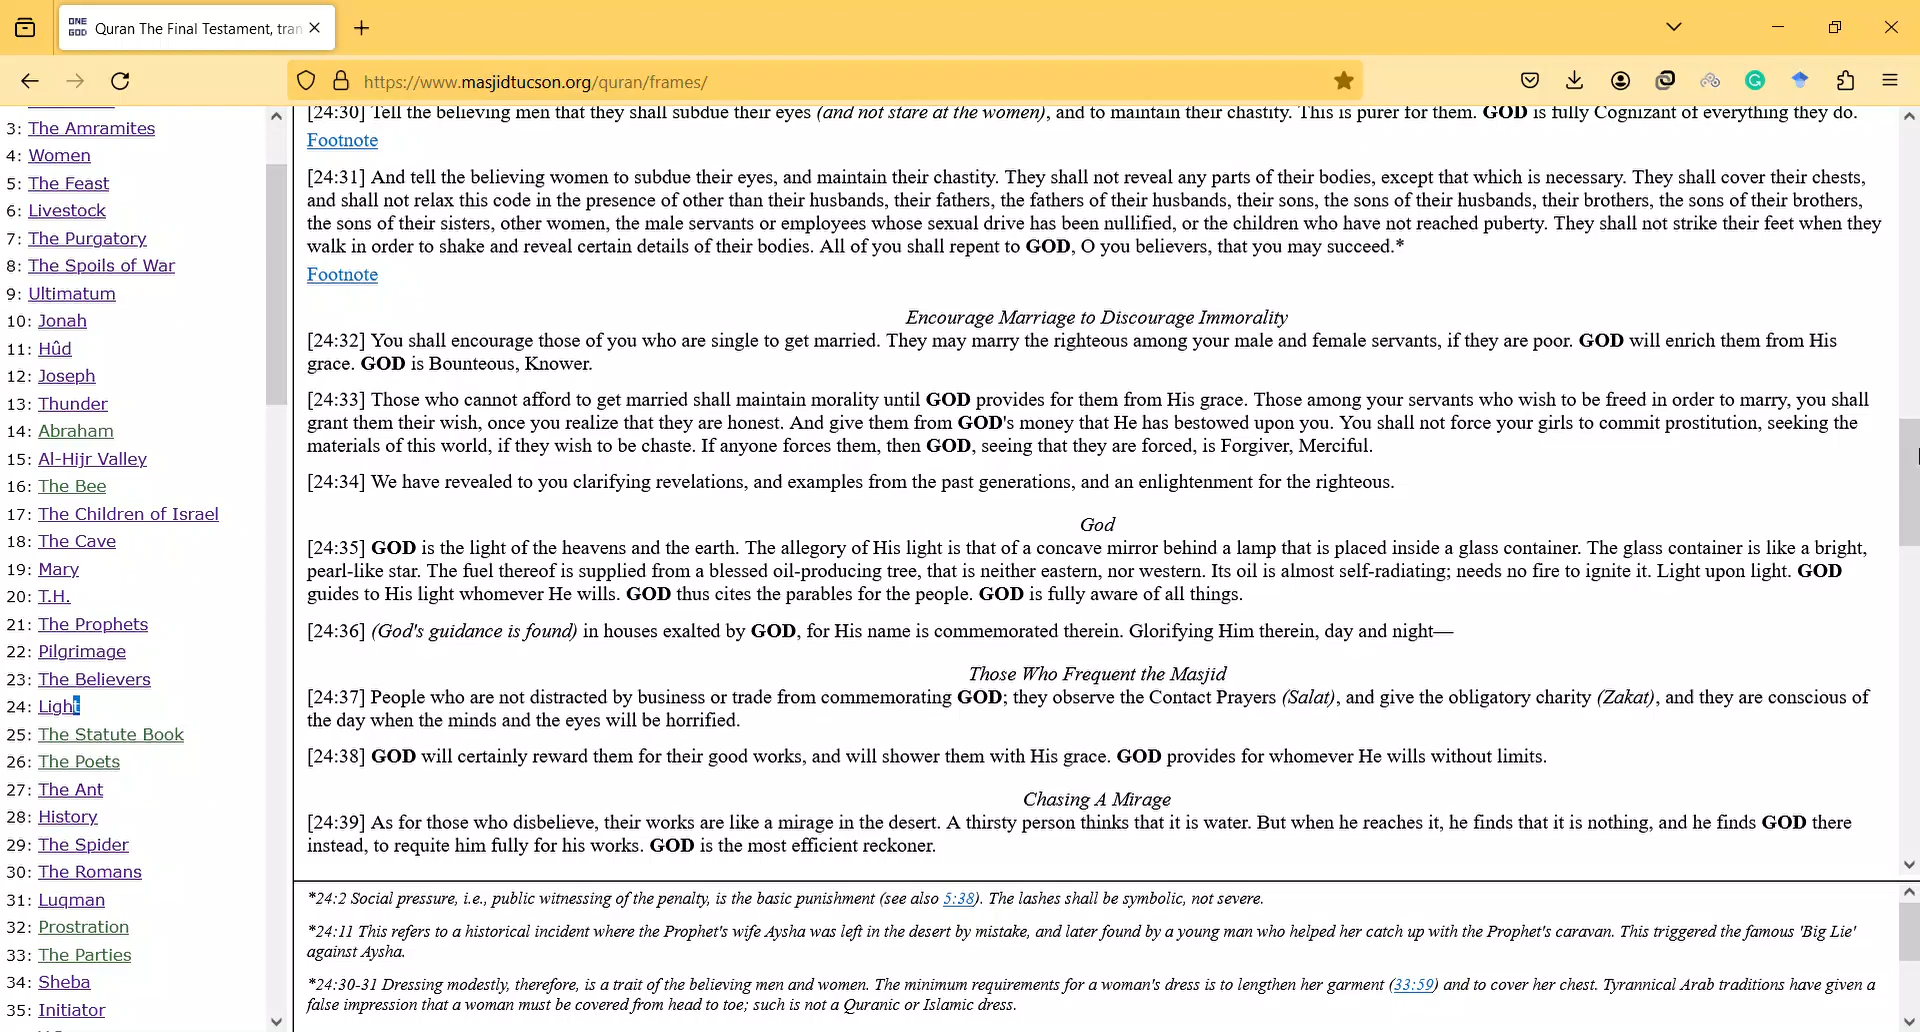 ONE
GOD
Quran The Final Testament, tran
https://www.masjidtucson.org/quran/frames/
3: The Amramites
4: Women
5: The Feast
6: Livestock
7: The Purgatory
8: The Spoils of War
9: Ultimatum
10: Jonah
11: Hûd
12: Joseph
13: Thunder
14: Abraham
15: Al-Hijr Valley
16: The Bee
17: The Children of Israel
18: The Cave
19: Mary
20: T.H.
21: The Prophets
22: Pilgrimage
23: The Believers
24: Light
25: The Statute Book
26: The Poets
27: The Ant
28: History
29: The Spider
30: The Romans
31: Luqman
32: Prostration
33: The Parties
34: Sheba
35: Initiator
[24:30] Tell the believing men that they shall subdue their eyes (and not stare at the women), and to maintain their chastity. This is purer for them. GOD is fully Cognizant of everything they do.
Footnote
[24:31] And tell the believing women to subdue their eyes, and maintain their chastity. They shall not reveal any parts of their bodies, except that which is necessary. They shall cover their chests,
and shall not relax this code in the presence of other than their husbands, their fathers, the fathers of their husbands, their sons, the sons of their husbands, their brothers, the sons of their brothers,
the sons of their sisters, other women, the male servants or employees whose sexual drive has been nullified, or the children who have not reached puberty. They shall not strike their feet when they
walk in order to shake and reveal certain details of their bodies. All of you shall repent to GOD, O you believers, that you may succeed.*
Footnote
Encourage Marriage to Discourage Immorality
[24:32] You shall encourage those of you who are single to get married. They may marry the righteous among your male and female servants, if they are poor. GOD will enrich them from His
grace. GOD is Bounteous, Knower.
[24:33] Those who cannot afford to get married shall maintain morality until GOD provides for them from His grace. Those among your servants who wish to be freed in order to marry, you shall
grant them their wish, once you realize that they are honest. And give them from GOD's money that He has bestowed upon you. You shall not force your girls to commit prostitution, seeking the
materials of this world, if they wish to be chaste. If anyone forces them, then GOD, seeing that they are forced, is Forgiver, Merciful.
[24:34] We have revealed to you clarifying revelations, and examples from the past generations, and an enlightenment for the righteous.
God
[24:35] GOD is the light of the heavens and the earth. The allegory of His light is that of a concave mirror behind a lamp that is placed inside a glass container. The glass container is like a bright,
pearl-like star. The fuel thereof is supplied from a blessed oil-producing tree, that is neither eastern, nor western. Its oil is almost self-radiating; needs no fire to ignite it. Light upon light. GOD
guides to His light whomever He wills. GOD thus cites the parables for the people. GOD is fully aware of all things.
[24:36] (God's guidance is found) in houses exalted by GOD, for His name is commemorated therein. Glorifying Him therein, day and night—
Those Who Frequent the Masjid
[24:37] People who are not distracted by business or trade from commemorating GOD; they observe the Contact Prayers (Salat), and give the obligatory charity (Zakat), and they are conscious of
the day when the minds and the eyes will be horrified.
[24:38] GOD will certainly reward them for their good works, and will shower them with His grace. GOD provides for whomever He wills without limits.
Chasing A Mirage
[24:39] As for those who disbelieve, their works are like a mirage in the desert. A thirsty person thinks that it is water. But when he reaches it, he finds that it is nothing, and he finds GOD there
instead, to requite him fully for his works. GOD is the most efficient reckoner.
*24:2 Social pressure, i.e., public witnessing of the penalty, is the basic punishment (see also 5:38). The lashes shall be symbolic, not severe.
*24:11 This refers to a historical incident where the Prophet's wife Aysha was left in the desert by mistake, and later found by a young man who helped her catch up with the Prophet's caravan. This triggered the famous 'Big Lie'
against Aysha.
*24:30-31 Dressing modestly, therefore, is a trait of the believing men and women. The minimum requirements for a woman's dress is to lengthen her garment (33:59) and to cover her chest. Tyrannical Arab traditions have given a
false impression that a woman must be covered from head to toe; such is not a Quranic or Islamic dress.